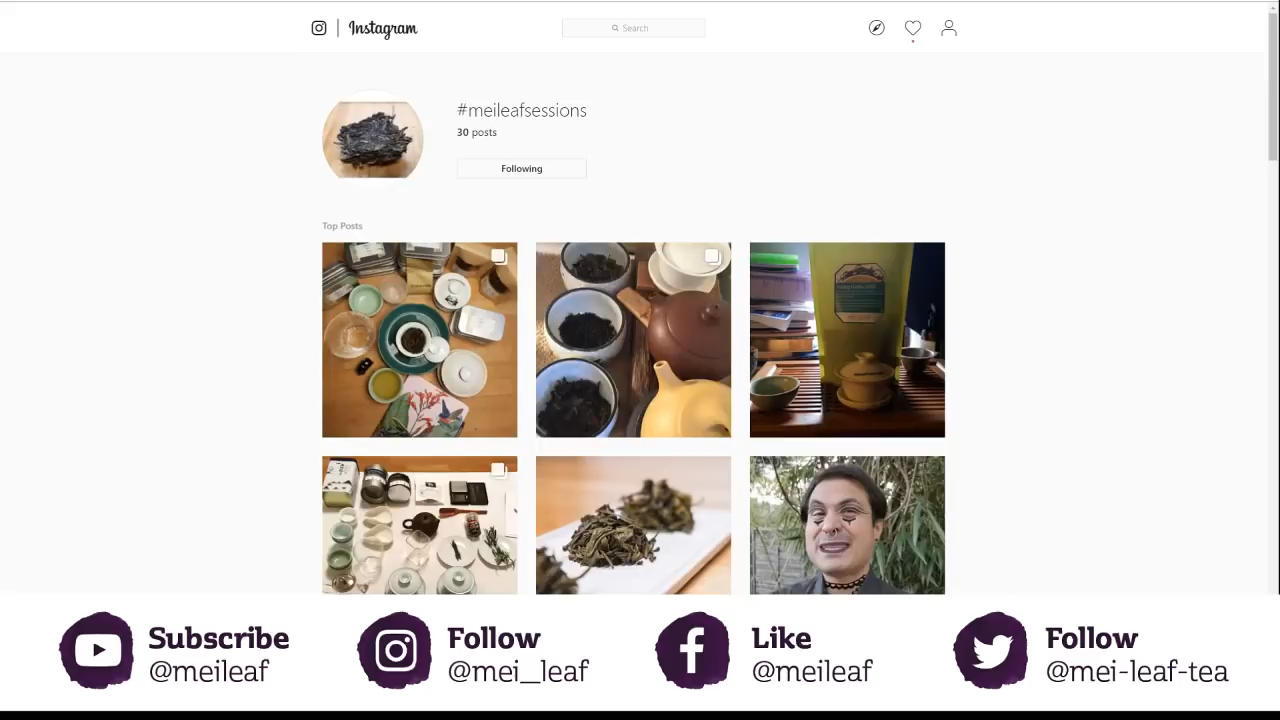 Instagram
Search
#meileafsessions
30 posts
Following
Top Posts
Subscribe
@meileaf
Follow
@mei_leaf
Like
@meileaf
Follow
@mei-leaf-tea